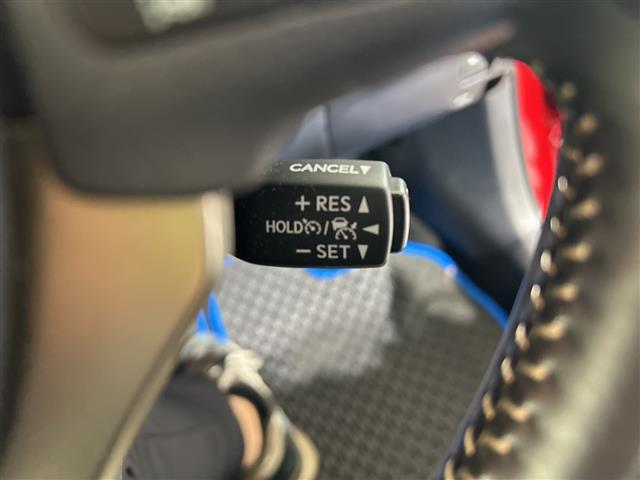 CANCEL▼
+ RES ▲
HOLD / ◄
− SET ▼